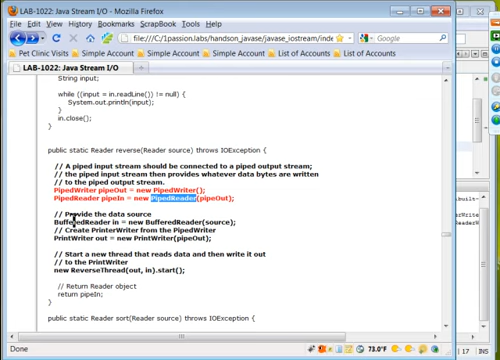 LAB-1022: Java Stream I/O
File Edit View History Bookmarks ScrapBook Tools Help
file:///C:/1passion.labs/handson_javase/javase_iostream/index
Pet Clinic Visits Simple Account Simple Account List of Accounts List of Accounts
LAB-1022: Java Stream I/O
String input;
while ((input = in.readLine()) != null) {
System.out.println(input);
}
in.close();
}
public static Reader reverse(Reader source) throws IOException {
// A piped input stream should be connected to a piped output stream;
// the piped input stream then provides whatever data bytes are written
// to the piped output stream.
PipedWriter pipeOut = new PipedWriter();
PipedReader pipeIn = new PipedReader(pipeOut);
// Provide the data source
BufferedReader in = new BufferedReader(source);
// Create PrinterWriter from the PipedWriter
PrintWriter out = new PrintWriter(pipeOut);
// Start a new thread that reads data and then write it out
// to the PrintWriter
new ReverseThread(out, in).start();
// Return Reader object
return pipeIn;
}
public static Reader sort(Reader source) throws IOException {
Done
73.0°F
17